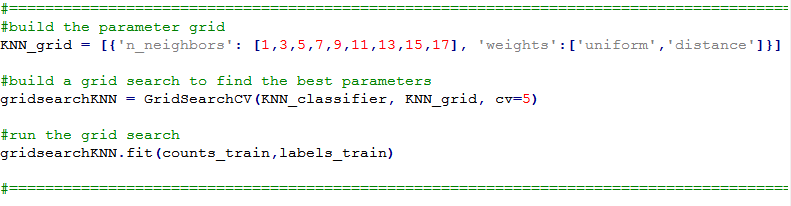 #======================================================================================
#build the parameter grid
KNN_grid = [{'n_neighbors': [1,3,5,7,9,11,13,15,17], 'weights':['uniform','distance']}]
#build a grid search to find the best parameters
gridsearchKNN = GridSearchCV(KNN_classifier, KNN_grid, cv=5)
#run the grid search
gridsearchKNN.fit(counts_train,labels_train)
#======================================================================================